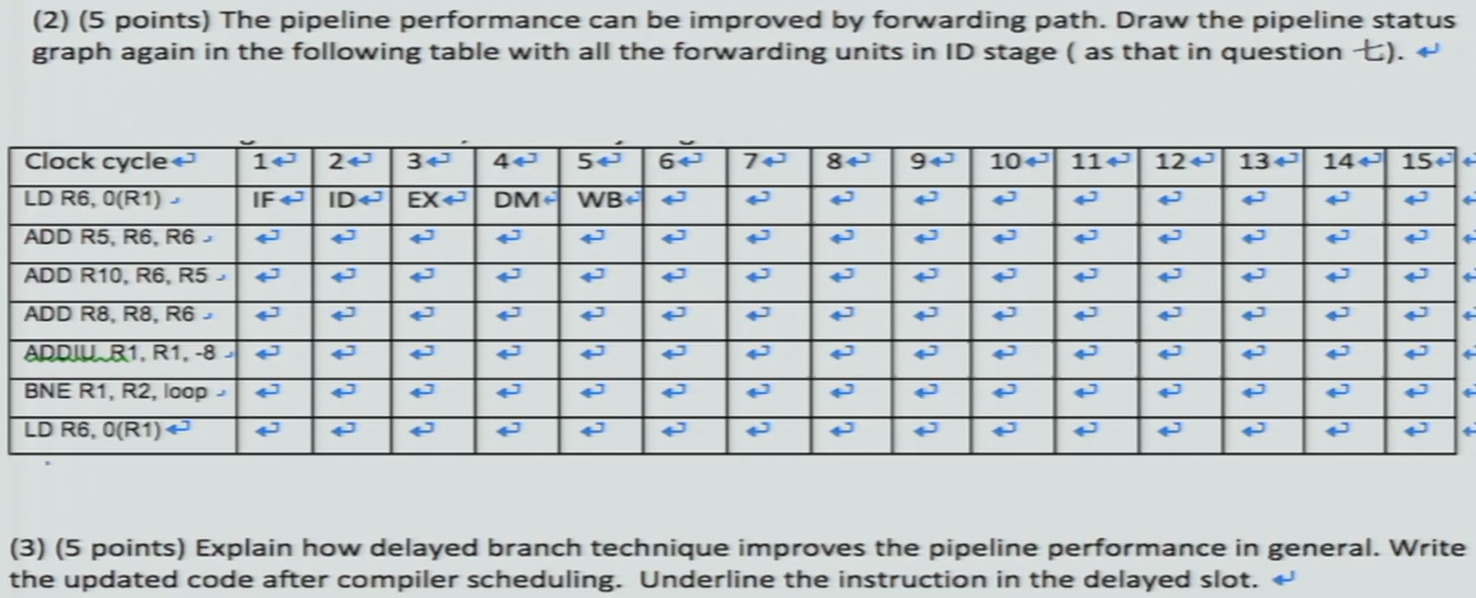 (2) (5 points) The pipeline performance can be improved by forwarding path. Draw the pipeline status
graph again in the following table with all the forwarding units in ID stage ( as that in question 七).
Clock cycle 1 2 3 4 5 6 7 8 9 10 11 12 13 14 15
LD R6, 0(R1) IF ID EX DM WB
ADD R5, R6, R6
ADD R10, R6, R5
ADD R8, R8, R6
ADDIU R1, R1, -8
BNE R1, R2, loop
LD R6, 0(R1)
(3) (5 points) Explain how delayed branch technique improves the pipeline performance in general. Write
the updated code after compiler scheduling. Underline the instruction in the delayed slot.